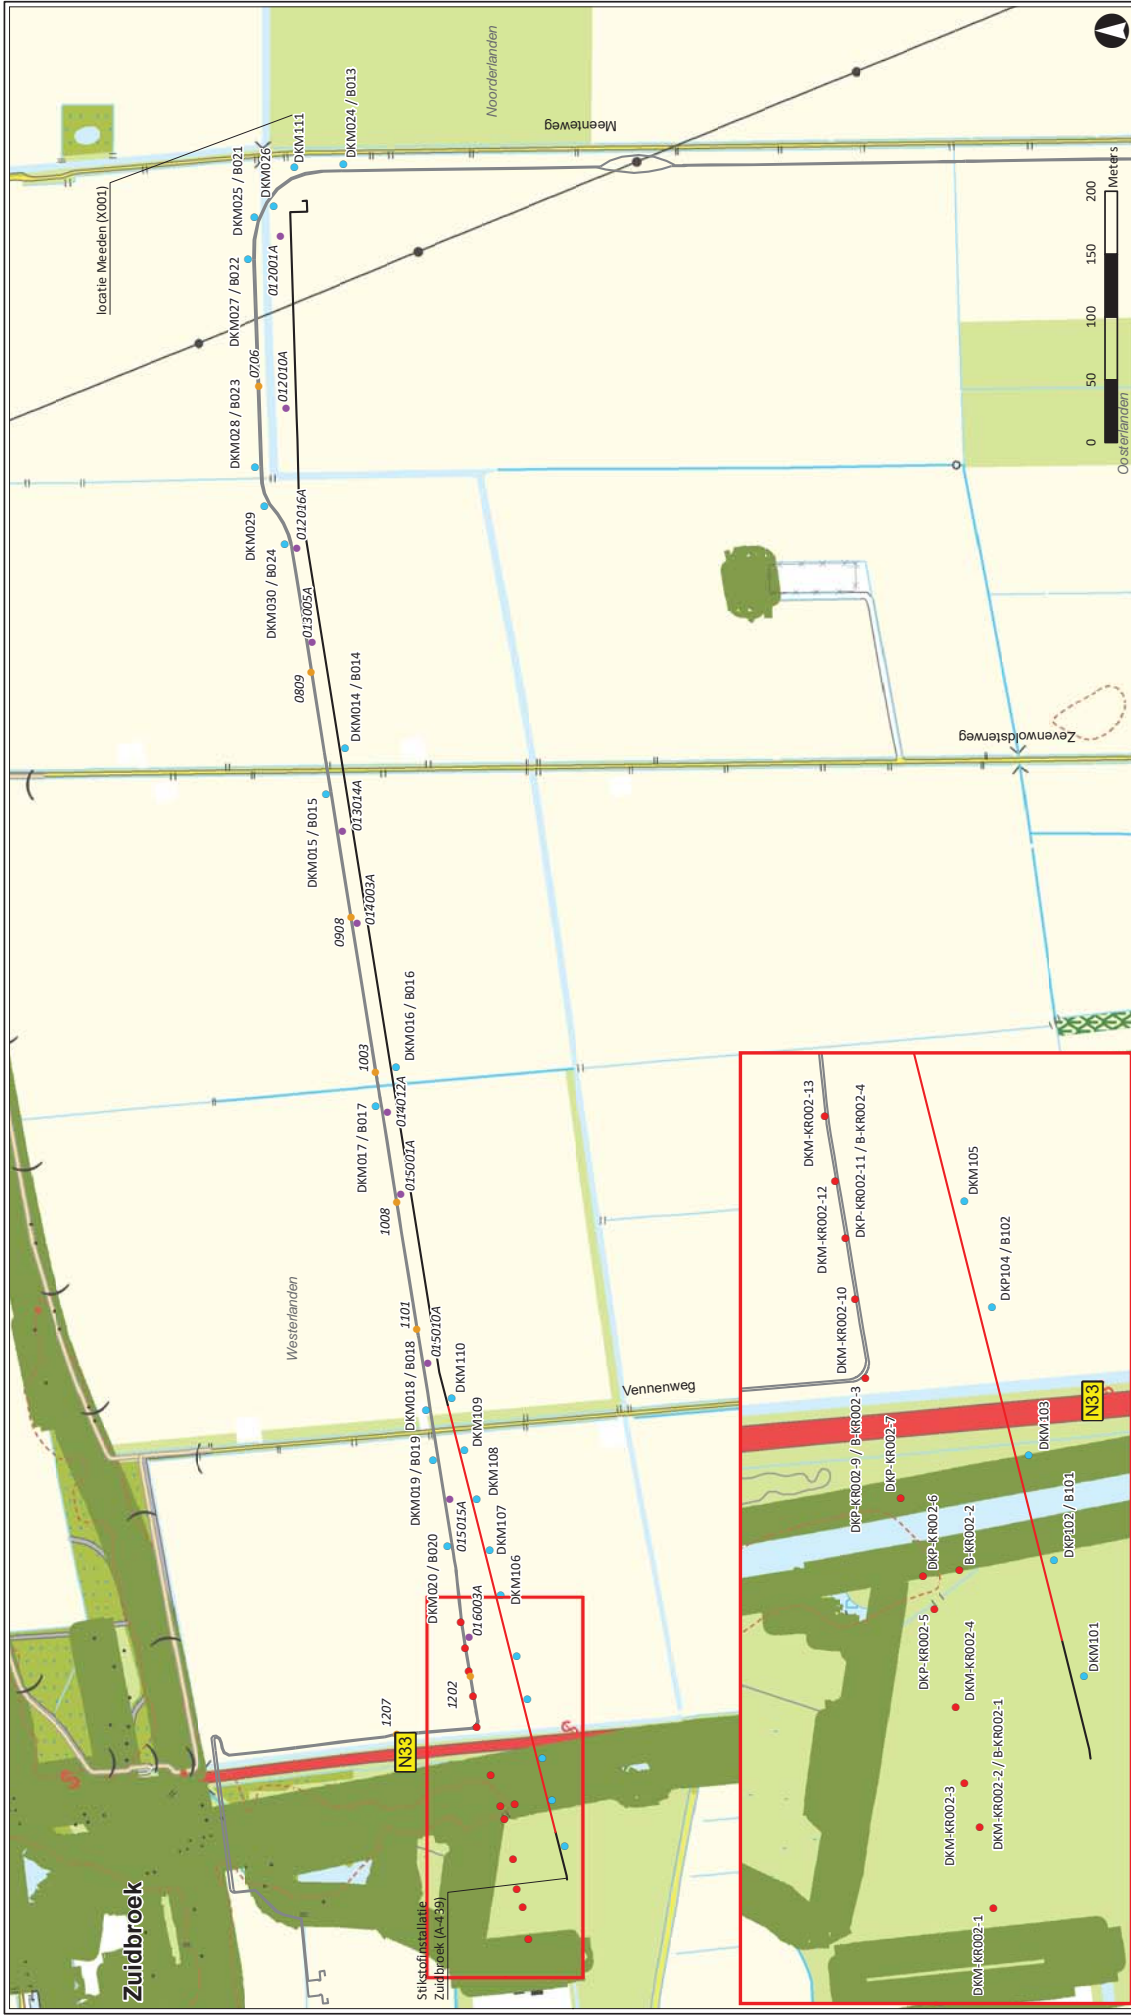 Zuidbroek
Stikstofinstallatie
Zuidbroek (A-439)
N33
1207
1202
016003A
DKM020 / B020
DKM106
DKM107
015015A
DKM108
DKM019 / B019
DKM109
DKM018 / B018
DKM110
015010A
1101
Vennenweg
Westerlanden
1008
015001A
DKM017 / B017
014012A
1003
DKM016 / B016
0908
014003A
DKM015 / B015
013014A
DKM014 / B014
Zevenwoldsterweg
0809
013005A
DKM030 / B024
012016A
DKM029
DKM028 / B023
0706
012010A
DKM027 / B022
012001A
DKM025 / B021
DKM026
DKM111
DKM024 / B013
locatie Meeden (X001)
Meenteweg
Noorderlanden
Oosterlanden
0
50
100
150
200
Meters
DKM-KR002-1
DKM-KR002-3
DKM-KR002-2 / B-KR002-1
DKM-KR002-4
DKP-KR002-5
DKP-KR002-6
B-KR002-2
DKP-KR002-7
DKP-KR002-9 / B-KR002-3
DKM-KR002-10
DKM-KR002-12
DKP-KR002-11 / B-KR002-4
DKM-KR002-13
DKM101
DKP102 / B101
DKM103
N33
DKP104 / B102
DKM105